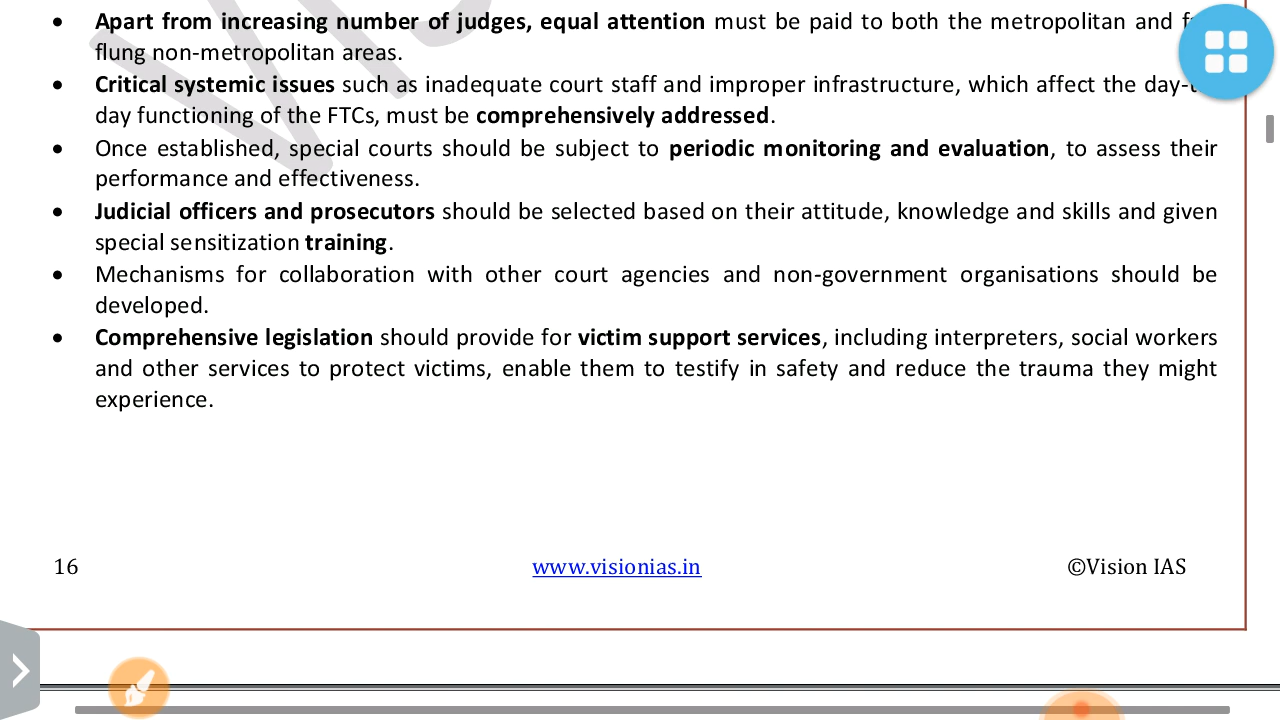 • Apart from increasing number of judges, equal attention must be paid to both the metropolitan and
flung non-metropolitan areas.
• Critical systemic issues such as inadequate court staff and improper infrastructure, which affect the day-
day functioning of the FTCs, must be comprehensively addressed.
• Once established, special courts should be subject to periodic monitoring and evaluation, to assess their
performance and effectiveness.
• Judicial officers and prosecutors should be selected based on their attitude, knowledge and skills and given
special sensitization training.
• Mechanisms for collaboration with other court agencies and non-government organisations should be
developed.
• Comprehensive legislation should provide for victim support services, including interpreters, social workers
and other services to protect victims, enable them to testify in safety and reduce the trauma they might
experience.
16 www.visionias.in ©Vision IAS